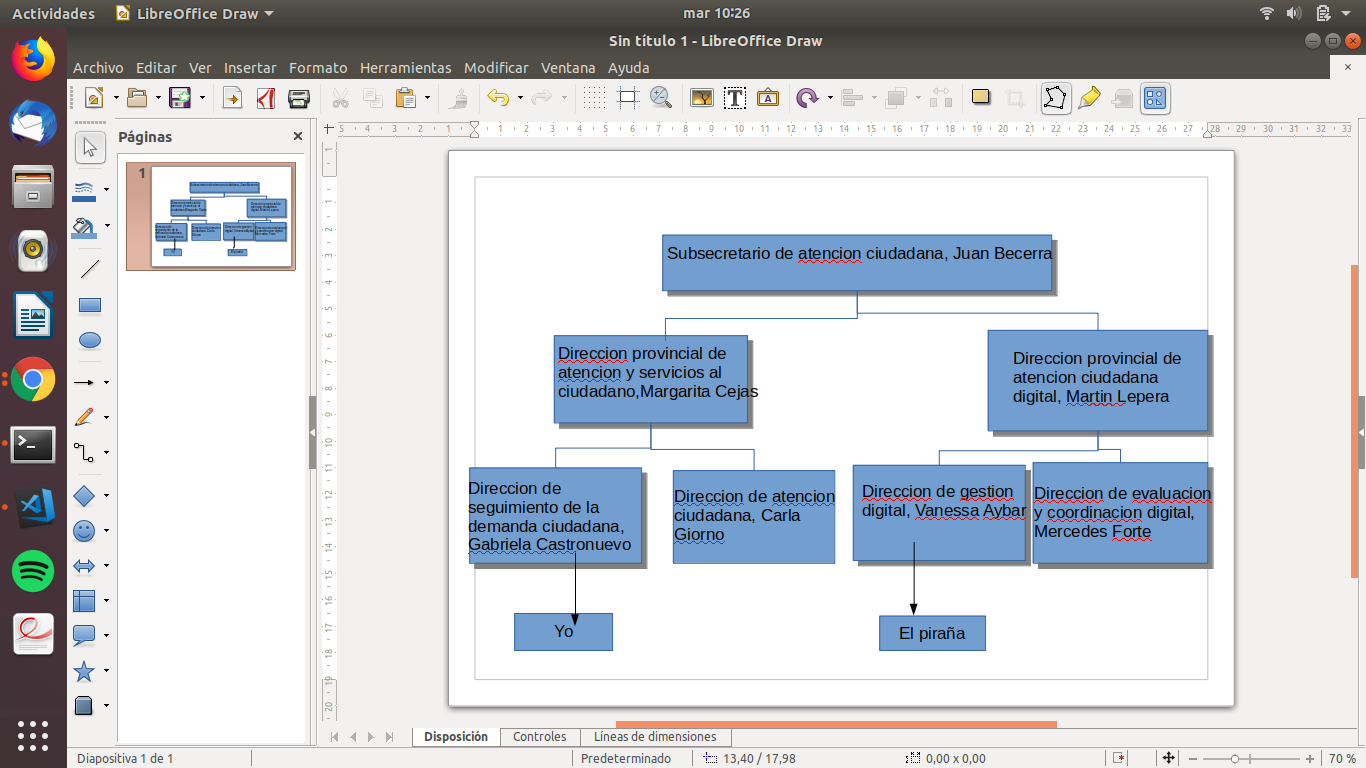 Actividades LibreOffice Draw mar 10:26
Sin título 1 - LibreOffice Draw
Archivo Editar Ver Insertar Formato Herramientas Modificar Ventana Ayuda
Páginas
1
Subsecretario de atencion ciudadana, Juan Becerra
Direccion provincial de
atencion y servicios al
ciudadano,Margarita Cejas
Direccion provincial de
atencion ciudadana
digital, Martin Lepera
Direccion de
seguimiento de la
demanda ciudadana,
Gabriela Castronuevo
Direccion de atencion
ciudadana, Carla
Giorno
Direccion de gestion
digital, Vanessa Aybar
Direccion de evaluacion
y coordinacion digital,
Mercedes Forte
Yo
El piraña
Disposición Controles Líneas de dimensiones
Diapositiva 1 de 1 Predeterminado 13,40 / 17,98 0,00 x 0,00 70 %